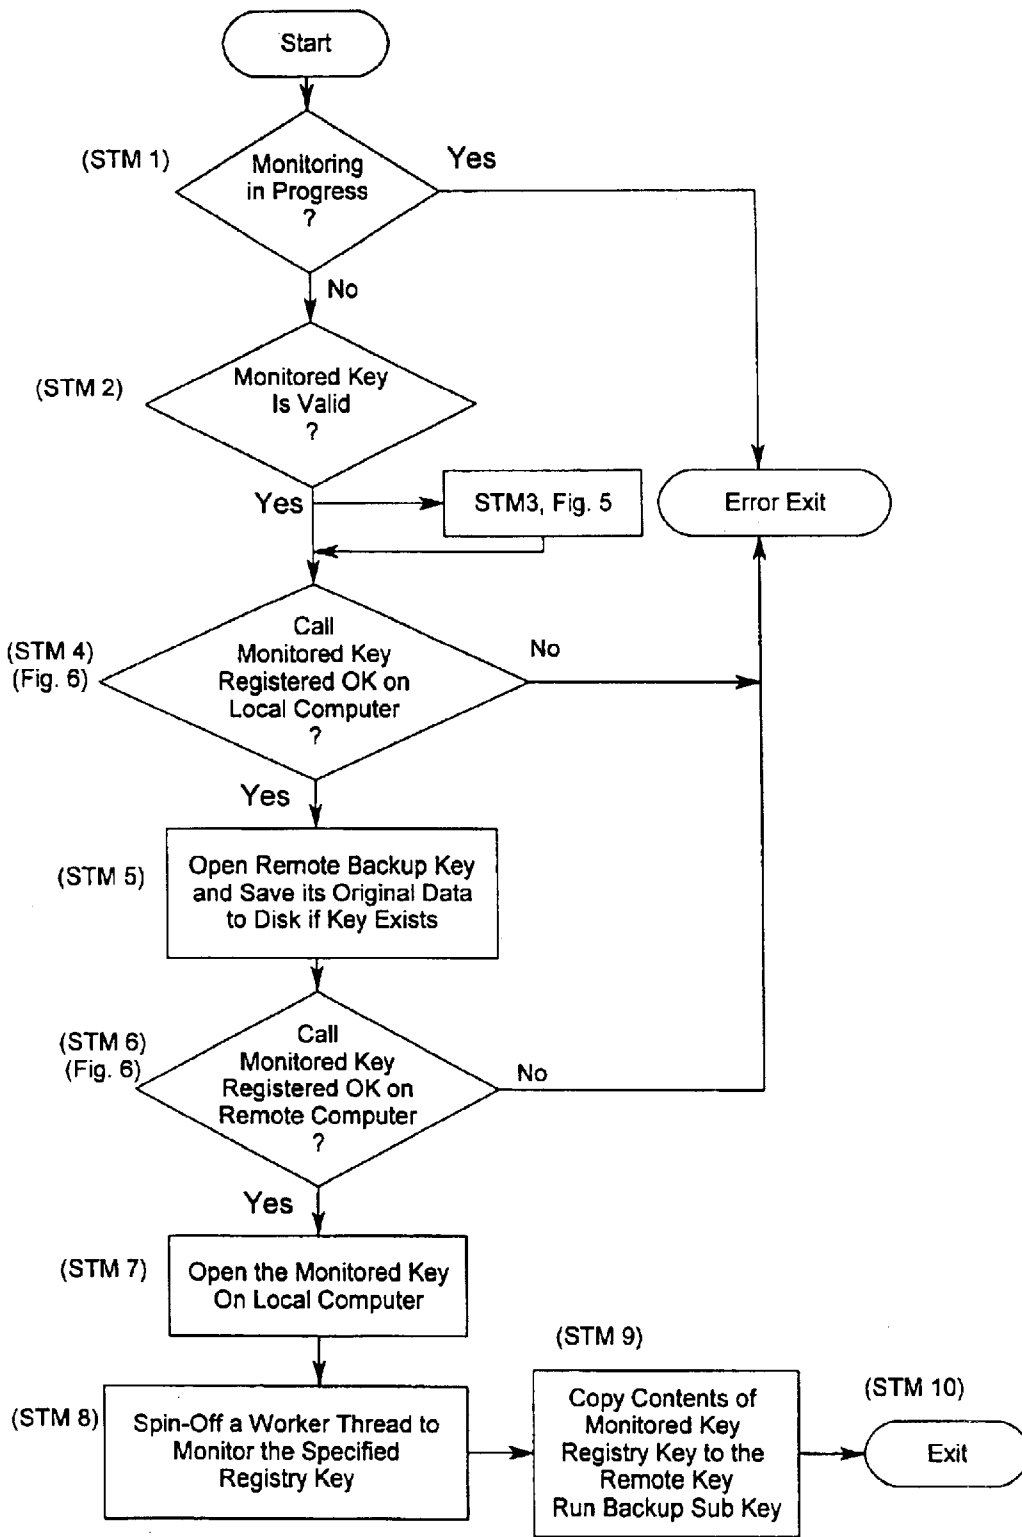 Start
(STM 1)
Monitoring
in Progress
?
Yes
No
(STM 2)
Monitored Key
Is Valid
?
Yes
STM3, Fig. 5
Error Exit
(STM 4)
(Fig. 6)
Call
Monitored Key
Registered OK on
Local Computer
?
No
Yes
(STM 5)
Open Remote Backup Key
and Save its Original Data
to Disk if Key Exists
(STM 6)
(Fig. 6)
Call
Monitored Key
Registered OK on
Remote Computer
?
No
Yes
(STM 7)
Open the Monitored Key
On Local Computer
(STM 8)
Spin-Off a Worker Thread to
Monitor the Specified
Registry Key
(STM 9)
Copy Contents of
Monitored Key
Registry Key to the
Remote Key
Run Backup Sub Key
(STM 10)
Exit